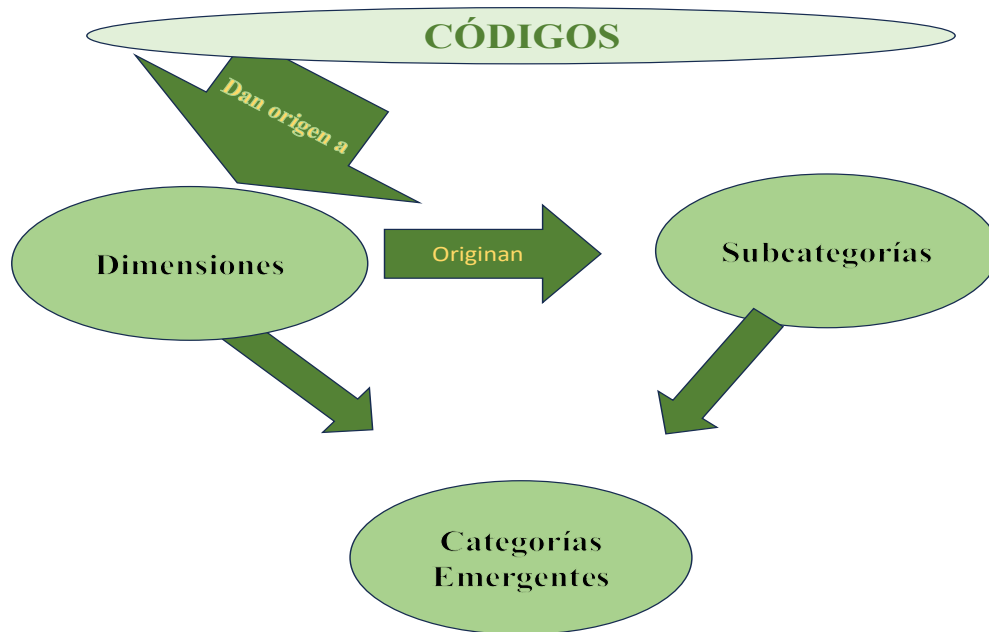 CÓDIGOS
Dan origen a
Dimensiones
Originan
Subcategorías
Categorías
Emergentes